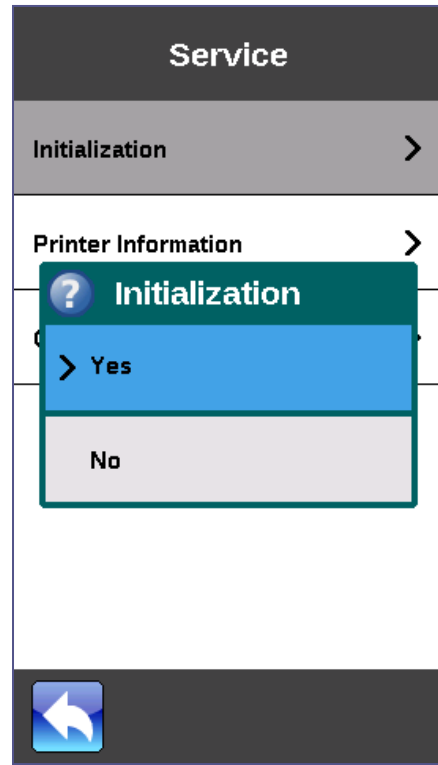 Service
Initialization
Printer Information
Initialization
Yes
No